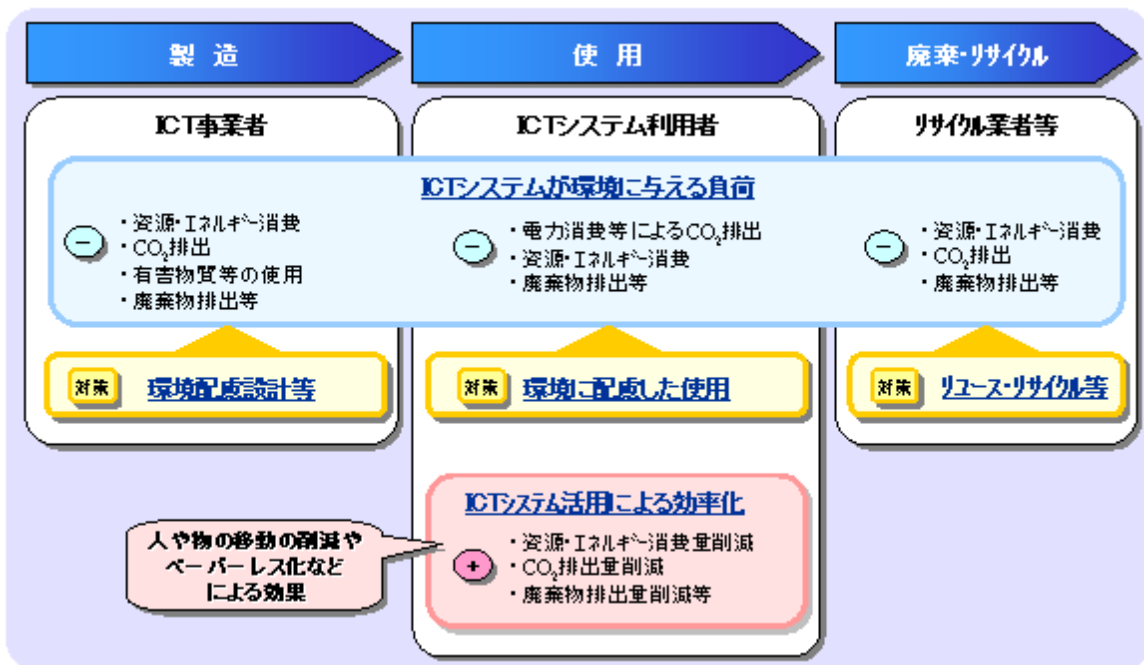 製造
使用
廃棄・リサイクル
ICT事業者
ICTシステム利用者
リサイクル業者等
ICTシステムが環境に与える負荷
−
・資源・エネルギー消費
・CO₂排出
・有害物質等の使用
・廃棄物排出等
−
・電力消費等によるCO₂排出
・資源・エネルギー消費
・廃棄物排出等
−
・資源・エネルギー消費
・CO₂排出
・廃棄物排出等
対策 環境配慮設計等
対策 環境に配慮した使用
対策 リユース・リサイクル等
ICTシステム活用による効率化
人や物の移動の削減や
ペーパーレス化など
による効果
+
・資源・エネルギー消費量削減
・CO₂排出量削減
・廃棄物排出量削減等